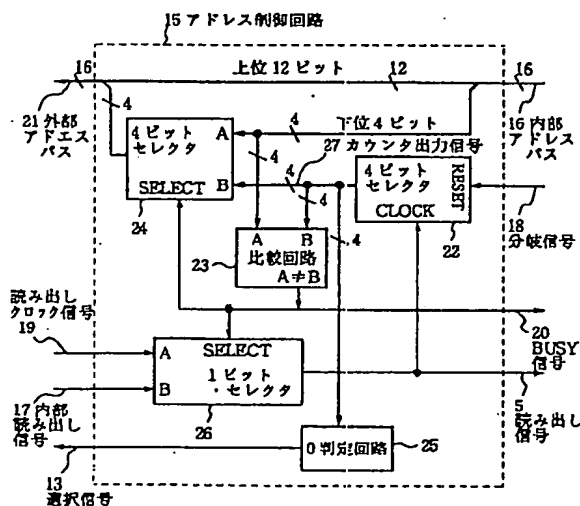 15 アドレス制御回路
16
上位12ビット
12
16
4
21 外部
アドエス
バス
4ビット
セレクタ
SELECT
A
B
24
4
下位4ビット
4
4
27 カウンタ出力信号
4
4
4ビット
セレクタ
CLOCK
RESET
22
16 内部
アドレスバス
18
分岐信号
A
B
比較回路
A≠B
23
読み出し
クロック信号
19
20
BUSY
信号
A
B
SELECT
1ビット
・セレクタ
26
17 内部
読み出し
信号
5
読み出し
信号
0判定回路
25
13
選択信号